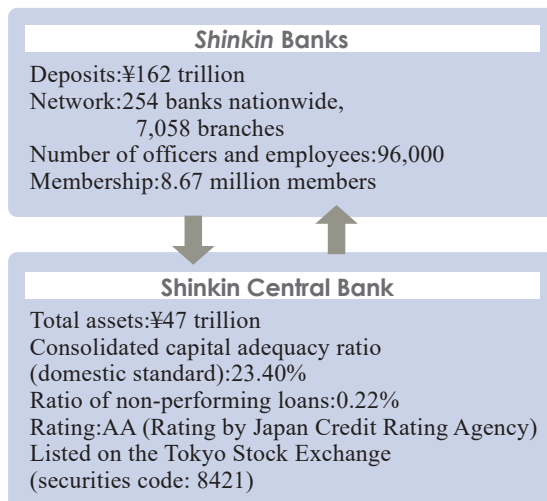 Shinkin Banks
Deposits:¥162 trillion
Network:254 banks nationwide,
7,058 branches
Number of officers and employees:96,000
Membership:8.67 million members
Shinkin Central Bank
Total assets:¥47 trillion
Consolidated capital adequacy ratio
(domestic standard):23.40%
Ratio of non-performing loans:0.22%
Rating:AA (Rating by Japan Credit Rating Agency)
Listed on the Tokyo Stock Exchange
(securities code: 8421)